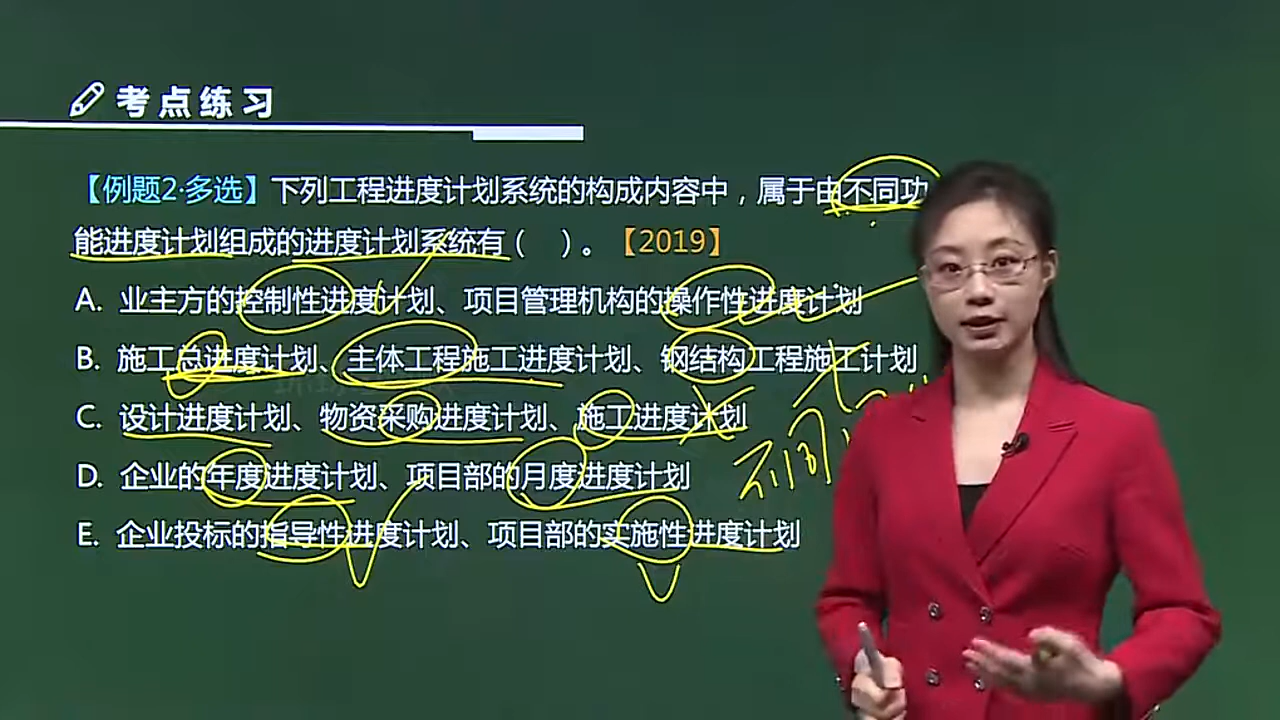 考点练习
【例题2·多选】下列工程进度计划系统的构成内容中，属于由不同功
能进度计划组成的进度计划系统有（ ）。【2019】
A. 业主方的控制性进度计划、项目管理机构的操作性进度计划
B. 施工总进度计划、主体工程施工进度计划、钢结构工程施工计划
C. 设计进度计划、物资采购进度计划、施工进度计划
D. 企业的年度进度计划、项目部的月度进度计划
不同
E. 企业投标的指导性进度计划、项目部的实施性进度计划